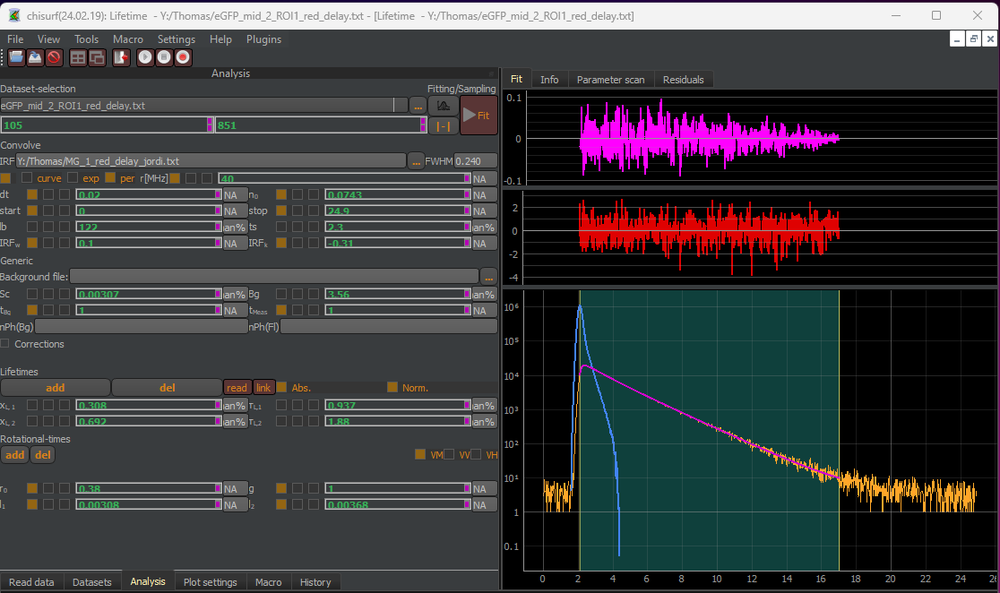 chisurf(24.02.19): Lifetime - Y:/Thomas/eGFP_mid_2_ROI1_red_delay.txt - [Lifetime - Y:/Thomas/eGFP_mid_2_ROI1_red_delay.txt]
File View Tools Macro Settings Help Plugins
Analysis
Dataset-selection Fitting/Sampling
eGFP_mid_2_ROI1_red_delay.txt ...
105 851 |-| Fit
Convolve
IRF Y:/Thomas/MG_1_red_delay_jordi.txt ... FWHM 0.240
curve exp per r[MHz] 40 NA
dt 0.02 NA n₀ 0.0743 NA
start 0 NA stop 24.9 NA
lb 122 an% ts 2.3 an%
IRFw 0.1 NA IRFk -0.31 NA
Generic
Background file: ...
Sc 0.00307 an% Bg 3.56 an%
tBg 1 NA tMeas 1 NA
nPh(Bg) nPh(Fl)
Corrections
Lifetimes
add del read link Abs. Norm.
xL,1 0.308 an% τL,1 0.937 an%
xL,2 0.692 an% τL,2 1.88 an%
Rotational-times
add del VM VV VH
r₀ 0.38 NA g 1 NA
l₁ 0.00308 NA l₂ 0.00368 NA
Read data Datasets Analysis Plot settings Macro History
Fit Info Parameter scan Residuals
0.1
0
-0.1
2
0
-2
-4
10⁶
10⁵
10⁴
10³
10²
10¹
1
0.1
0 2 4 6 8 10 12 14 16 18 20 22 24 26